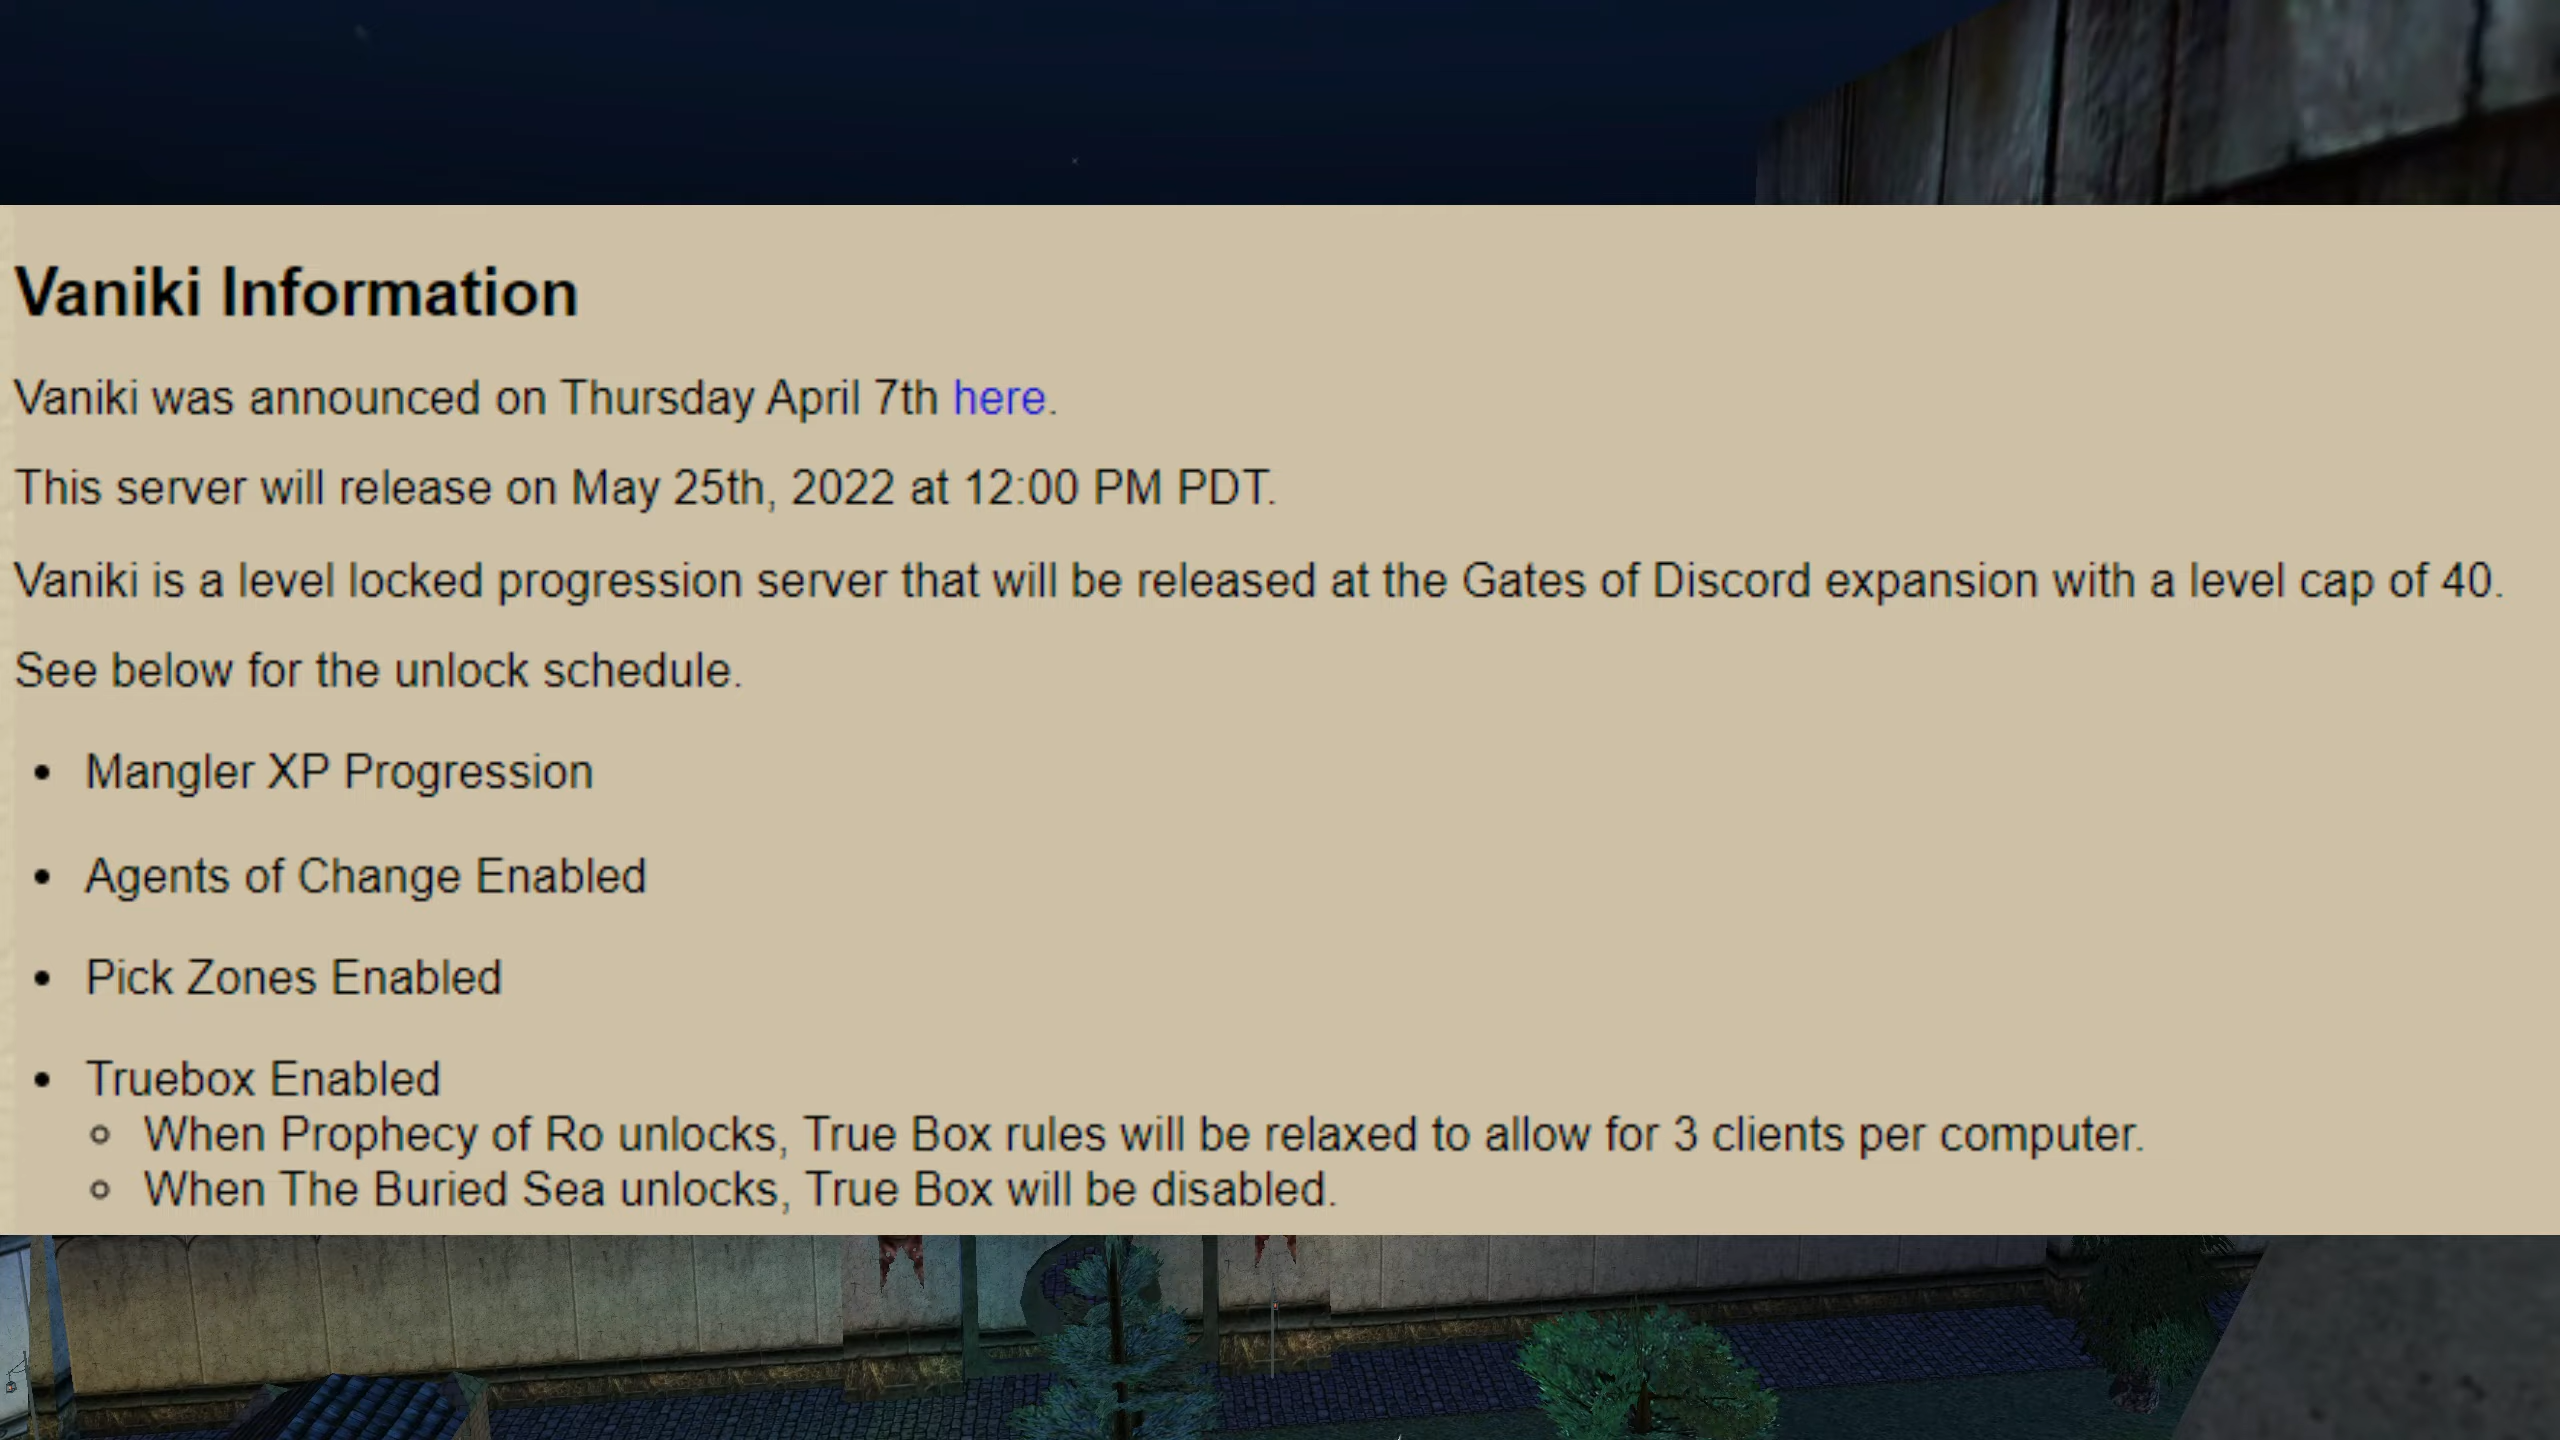 Vaniki Information
Vaniki was announced on Thursday April 7th here.
This server will release on May 25th, 2022 at 12:00 PM PDT.
Vaniki is a level locked progression server that will be released at the Gates of Discord expansion with a level cap of 40.
See below for the unlock schedule.
• Mangler XP Progression
• Agents of Change Enabled
• Pick Zones Enabled
• Truebox Enabled
○ When Prophecy of Ro unlocks, True Box rules will be relaxed to allow for 3 clients per computer.
○ When The Buried Sea unlocks, True Box will be disabled.